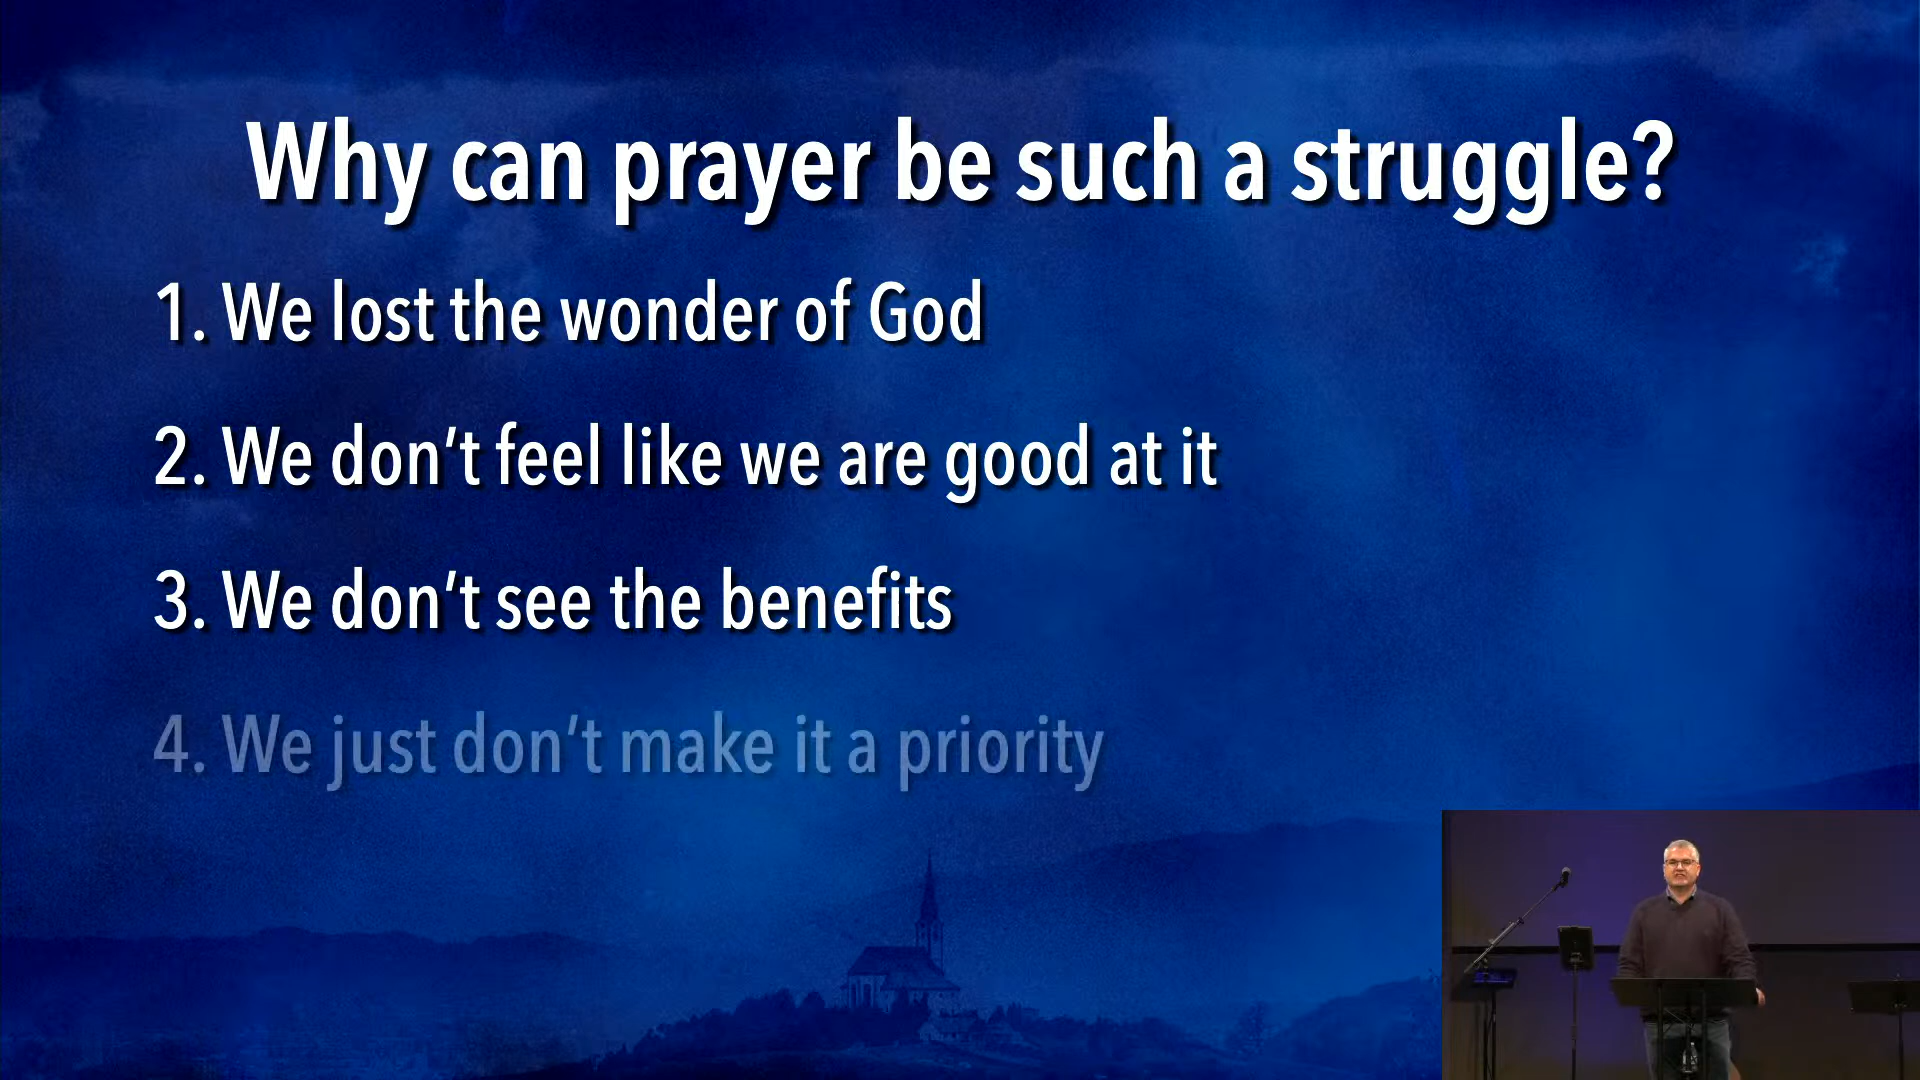 Why can prayer be such a struggle?
1. We lost the wonder of God
2. We don’t feel like we are good at it
3. We don’t see the benefits
4. We just don’t make it a priority